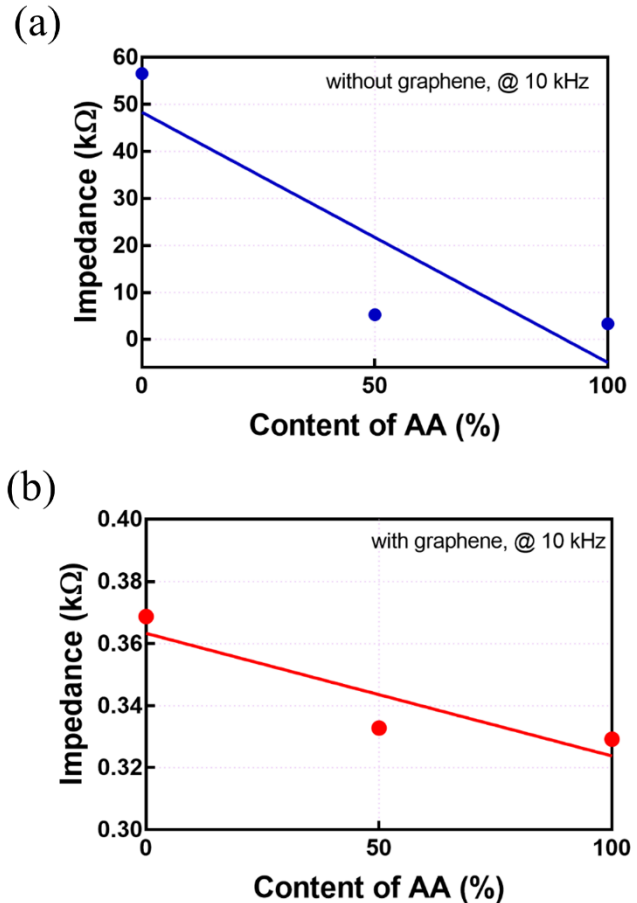 (a)
without graphene, @ 10 kHz
Impedance (kΩ)
60
50
40
30
20
10
0
0 50 100
Content of AA (%)
(b)
with graphene, @ 10 kHz
Impedance (kΩ)
0.40
0.38
0.36
0.34
0.32
0.30
0 50 100
Content of AA (%)